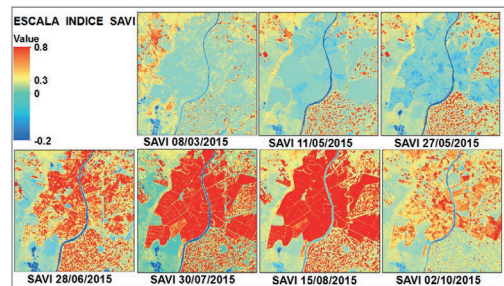 ESCALA INDICE SAVI
Value
0.8
0.3
0
-0.2
SAVI 08/03/2015
SAVI 11/05/2015
SAVI 27/05/2015
SAVI 28/06/2015
SAVI 30/07/2015
SAVI 15/08/2015
SAVI 02/10/2015